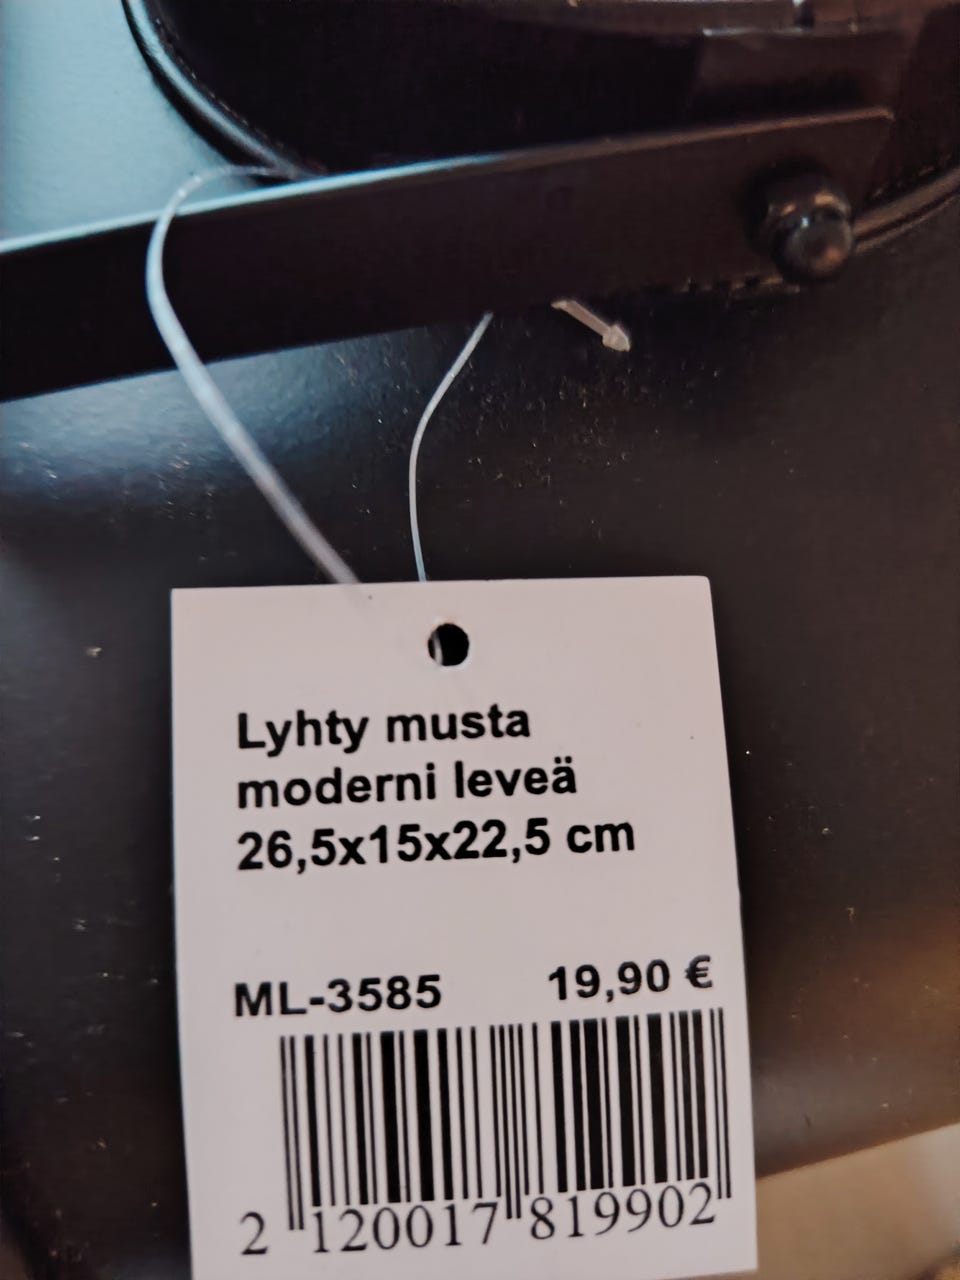 Lyhty musta
moderni leveä
26,5x15x22,5 cm
ML-3585 19,90 €
2 120017 819902